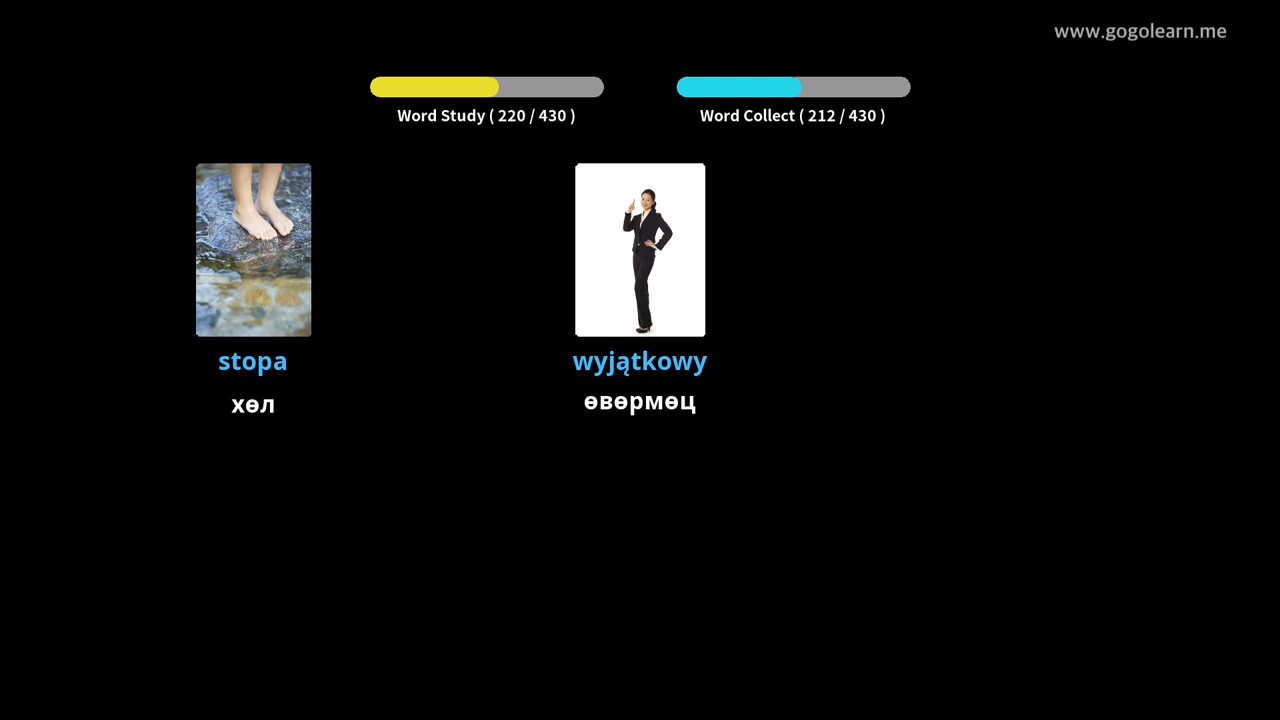 www.gogolearn.me
Word Study ( 220 / 430 )
Word Collect ( 212 / 430 )
stopa
wyjątkowy
хөл
өвөрмөц